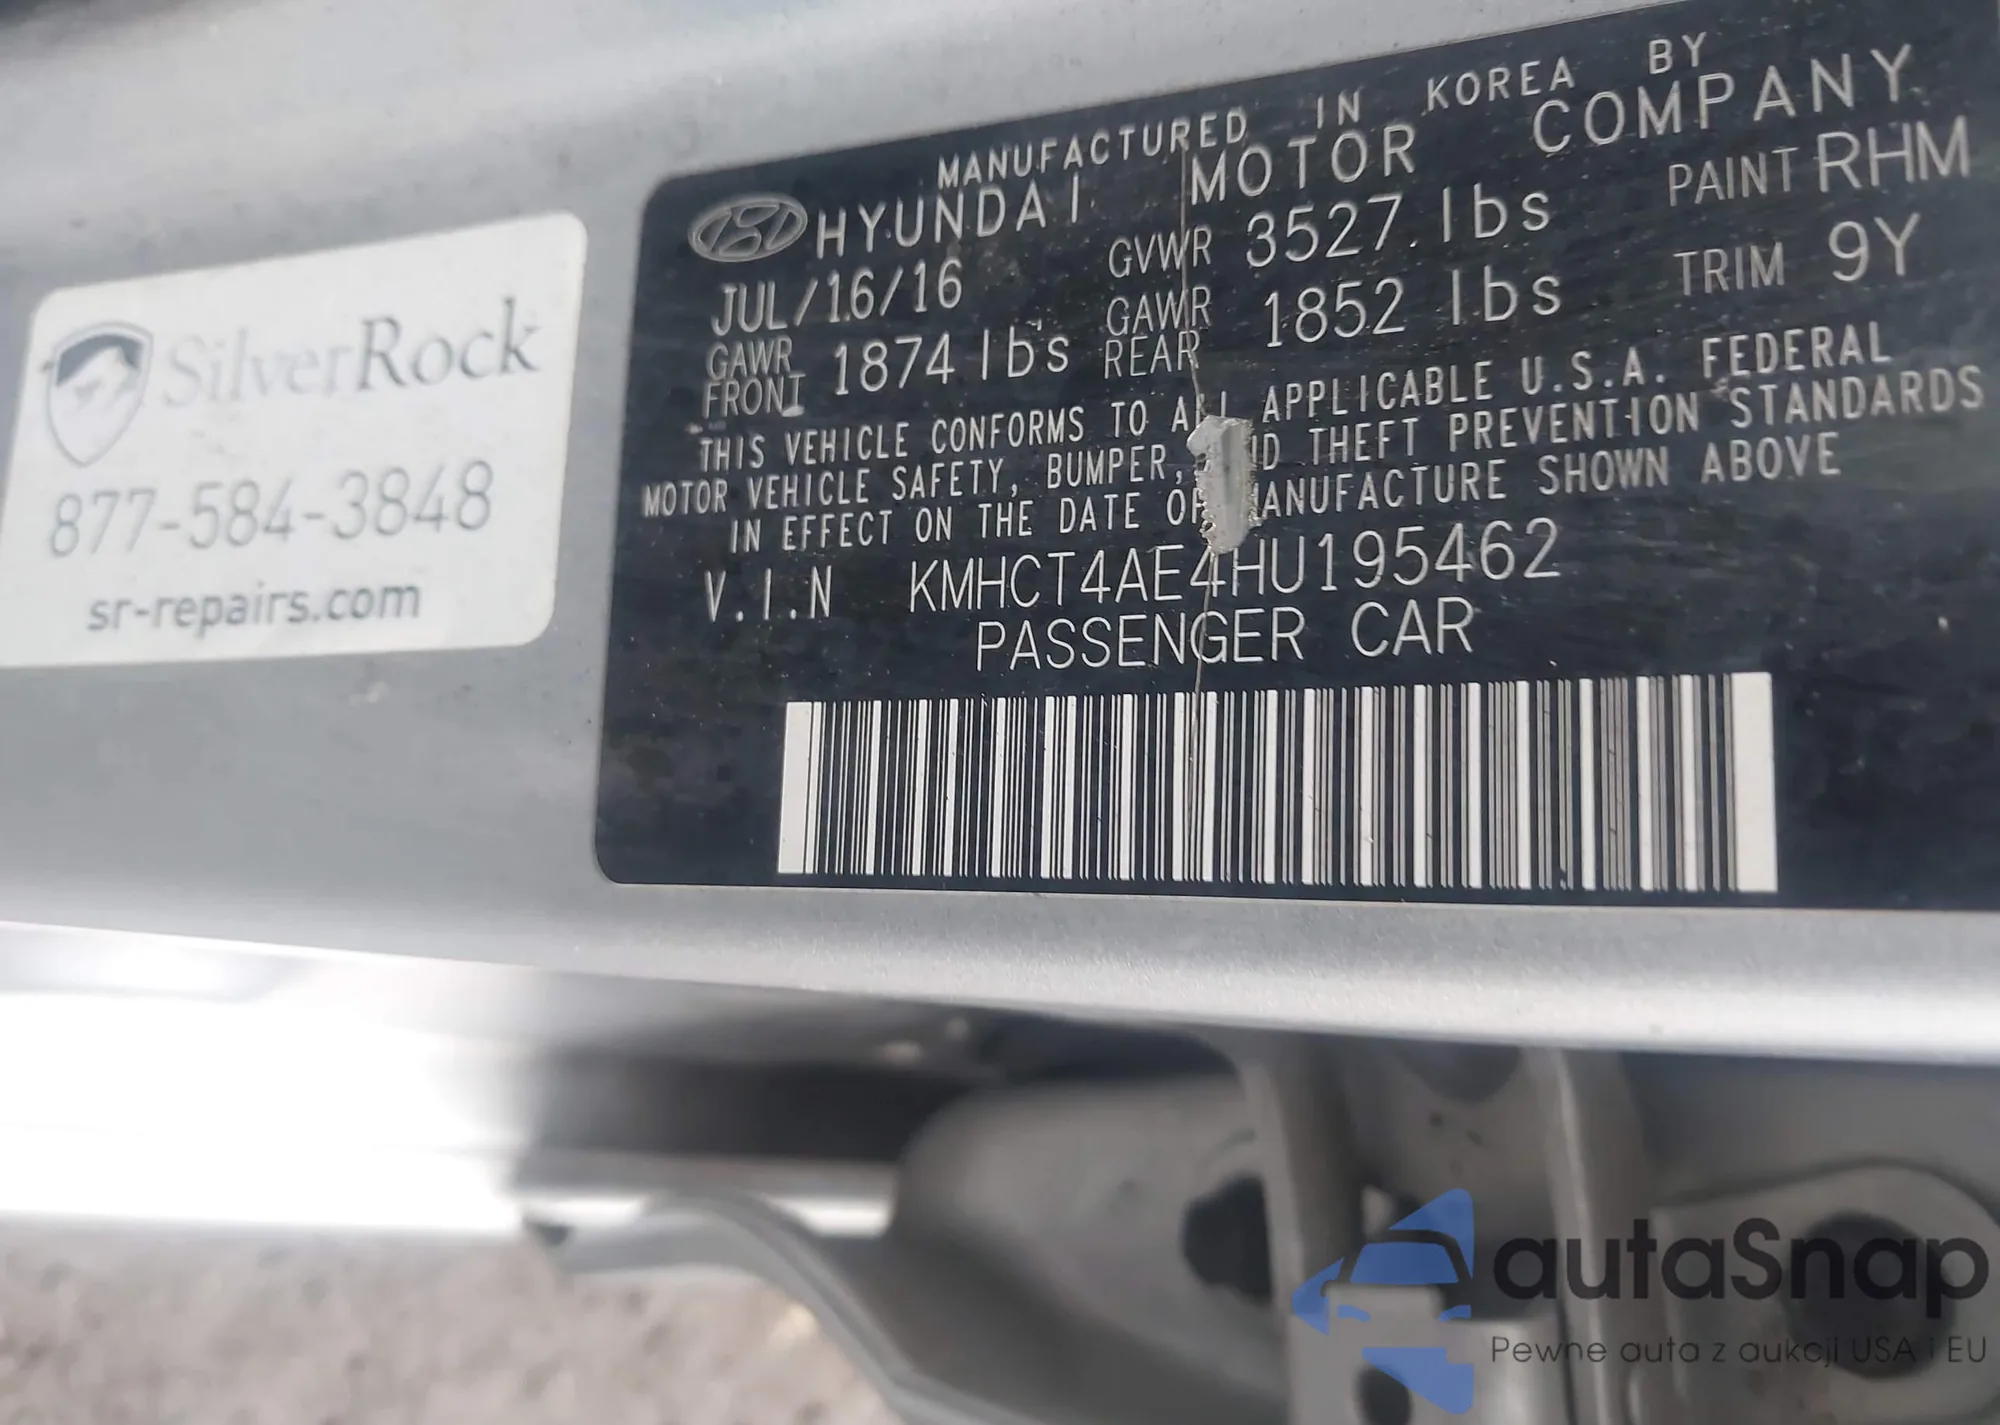 SilverRock
877-584-3848
sr-repairs.com
MANUFACTURED IN KOREA BY
HYUNDAI MOTOR COMPANY
JUL/16/16 GVWR 3527 lbs PAINT RHM
GAWR FRONT 1874 lbs GAWR REAR 1852 lbs TRIM 9Y
THIS VEHICLE CONFORMS TO ALL APPLICABLE U.S.A. FEDERAL
MOTOR VEHICLE SAFETY, BUMPER, AND THEFT PREVENTION STANDARDS
IN EFFECT ON THE DATE OF MANUFACTURE SHOWN ABOVE
V.I.N KMHCT4AE4HU195462
PASSENGER CAR
autaSnap
Pewne auta z aukcji USA i EU